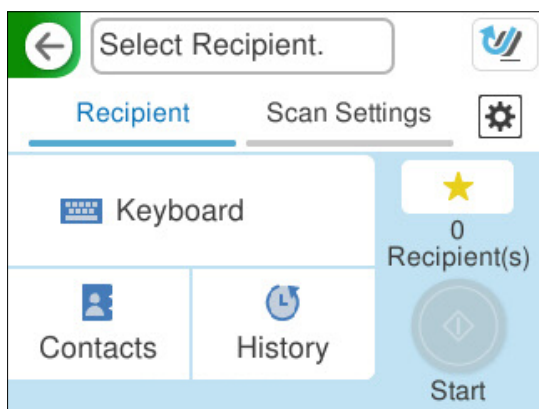 Select Recipient.
Recipient
Scan Settings
Keyboard
0
Recipient(s)
Contacts
History
Start